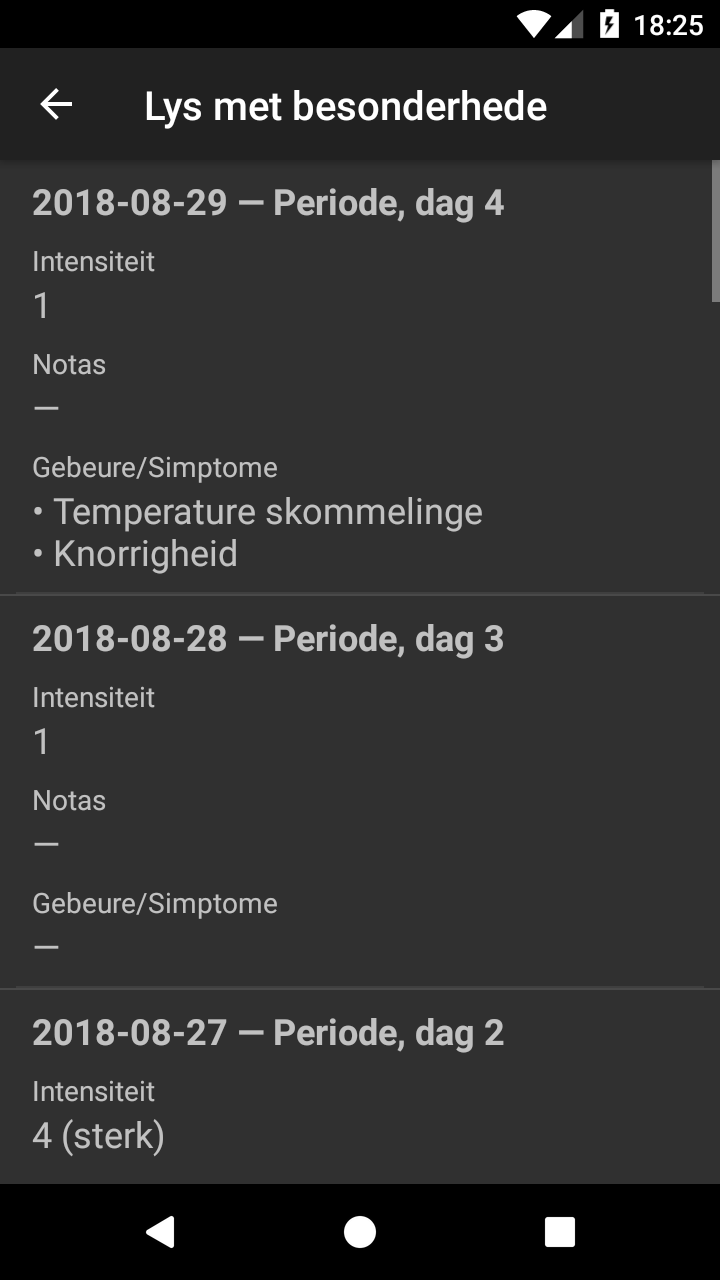 18:25
Lys met besonderhede
2018-08-29 — Periode, dag 4
Intensiteit
1
Notas
—
Gebeure/Simptome
• Temperature skommelinge
• Knorrigheid
2018-08-28 — Periode, dag 3
Intensiteit
1
Notas
—
Gebeure/Simptome
—
2018-08-27 — Periode, dag 2
Intensiteit
4 (sterk)